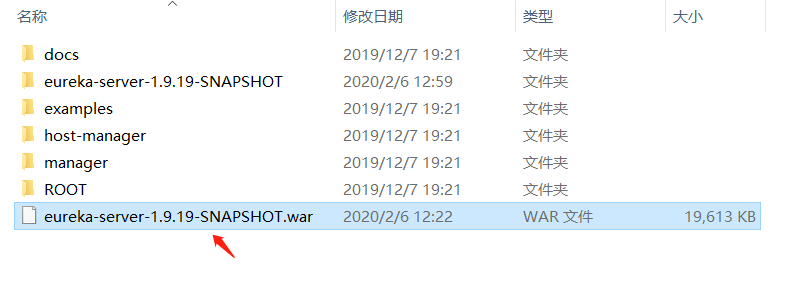 名称 修改日期 类型 大小
docs 2019/12/7 19:21 文件夹
eureka-server-1.9.19-SNAPSHOT 2020/2/6 12:59 文件夹
examples 2019/12/7 19:21 文件夹
host-manager 2019/12/7 19:21 文件夹
manager 2019/12/7 19:21 文件夹
ROOT 2019/12/7 19:21 文件夹
eureka-server-1.9.19-SNAPSHOT.war 2020/2/6 12:22 WAR 文件 19,613 KB